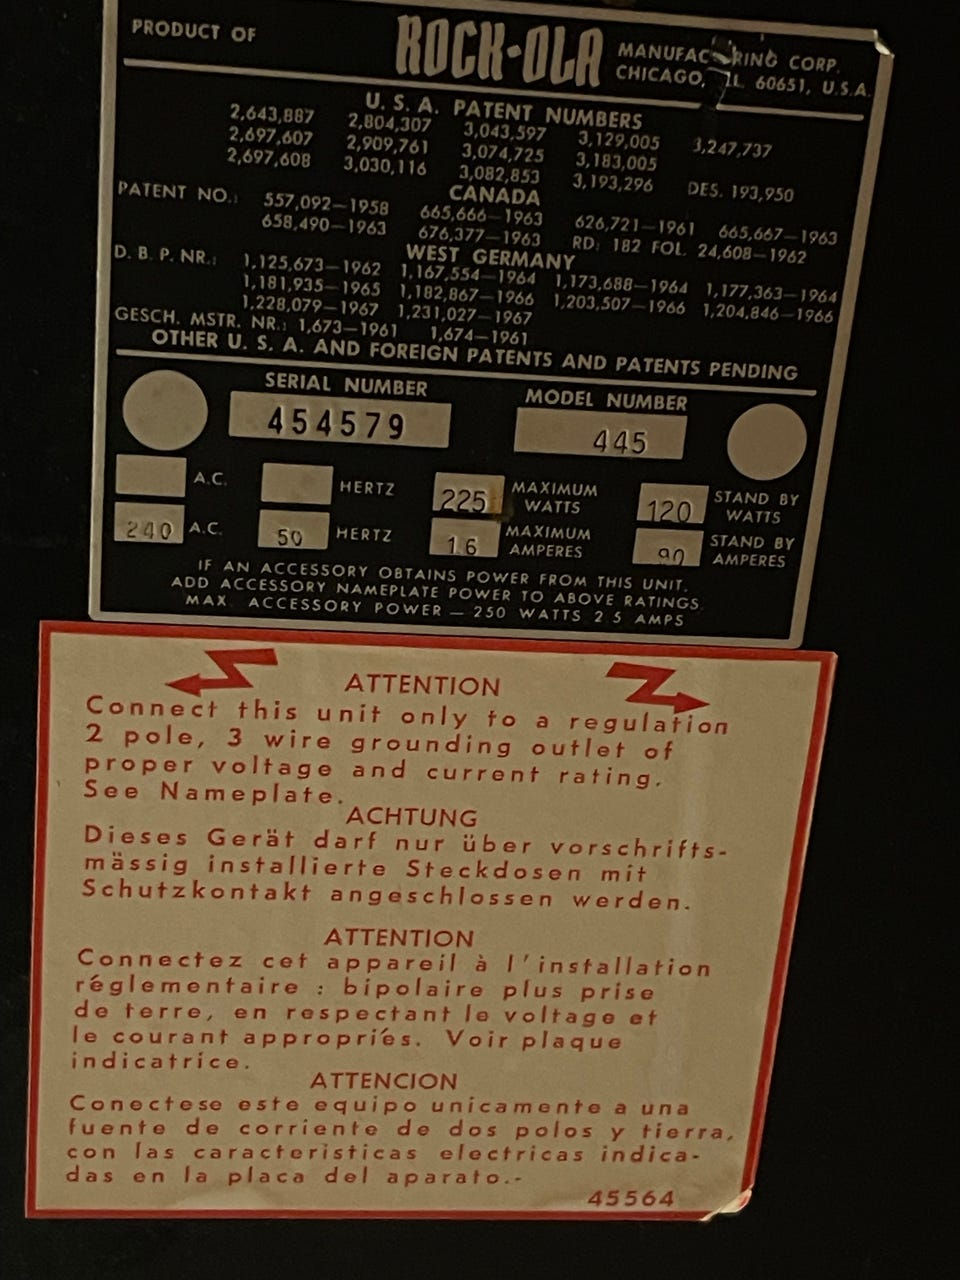 PRODUCT OF ROCK-OLA MANUFACTURING CORP.
CHICAGO, ILL. 60651, U.S.A.
U. S. A. PATENT NUMBERS
2,643,887 2,804,307 3,043,597 3,129,005 3,247,737
2,697,607 2,909,761 3,074,725 3,183,005
2,697,608 3,030,116 3,082,853 3,193,296 DES. 193,950
CANADA
PATENT NO.: 557,092-1958 665,666-1963 626,721-1961 665,667-1963
658,490-1963 676,377-1963 RD: 182 FOL. 24,608-1962
WEST GERMANY
D. B. P. NR.: 1,125,673-1962 1,167,554-1964 1,173,688-1964 1,177,363-1964
1,181,935-1965 1,182,867-1966 1,203,507-1966 1,204,846-1966
1,228,079-1967 1,231,027-1967
GESCH. MSTR. NR.: 1,673-1961 1,674-1961
OTHER U. S. A. AND FOREIGN PATENTS AND PATENTS PENDING
SERIAL NUMBER MODEL NUMBER
454579 445
A.C. HERTZ 225 MAXIMUM WATTS 120 STAND BY WATTS
240 A.C. 50 HERTZ 1.6 MAXIMUM AMPERES .90 STAND BY AMPERES
IF AN ACCESSORY OBTAINS POWER FROM THIS UNIT,
ADD ACCESSORY NAMEPLATE POWER TO ABOVE RATINGS.
MAX. ACCESSORY POWER — 250 WATTS 2.5 AMPS
ATTENTION
Connect this unit only to a regulation
2 pole, 3 wire grounding outlet of
proper voltage and current rating.
See Nameplate.
ACHTUNG
Dieses Gerät darf nur über vorschrifts-
mässig installierte Steckdosen mit
Schutzkontakt angeschlossen werden.
ATTENTION
Connectez cet appareil à l'installation
réglementaire : bipolaire plus prise
de terre, en respectant le voltage et
le courant appropriés. Voir plaque
indicatrice.
ATTENCION
Conectese este equipo unicamente a una
fuente de corriente de dos polos y tierra,
con las caracteristicas electricas indica-
das en la placa del aparato.-
45564